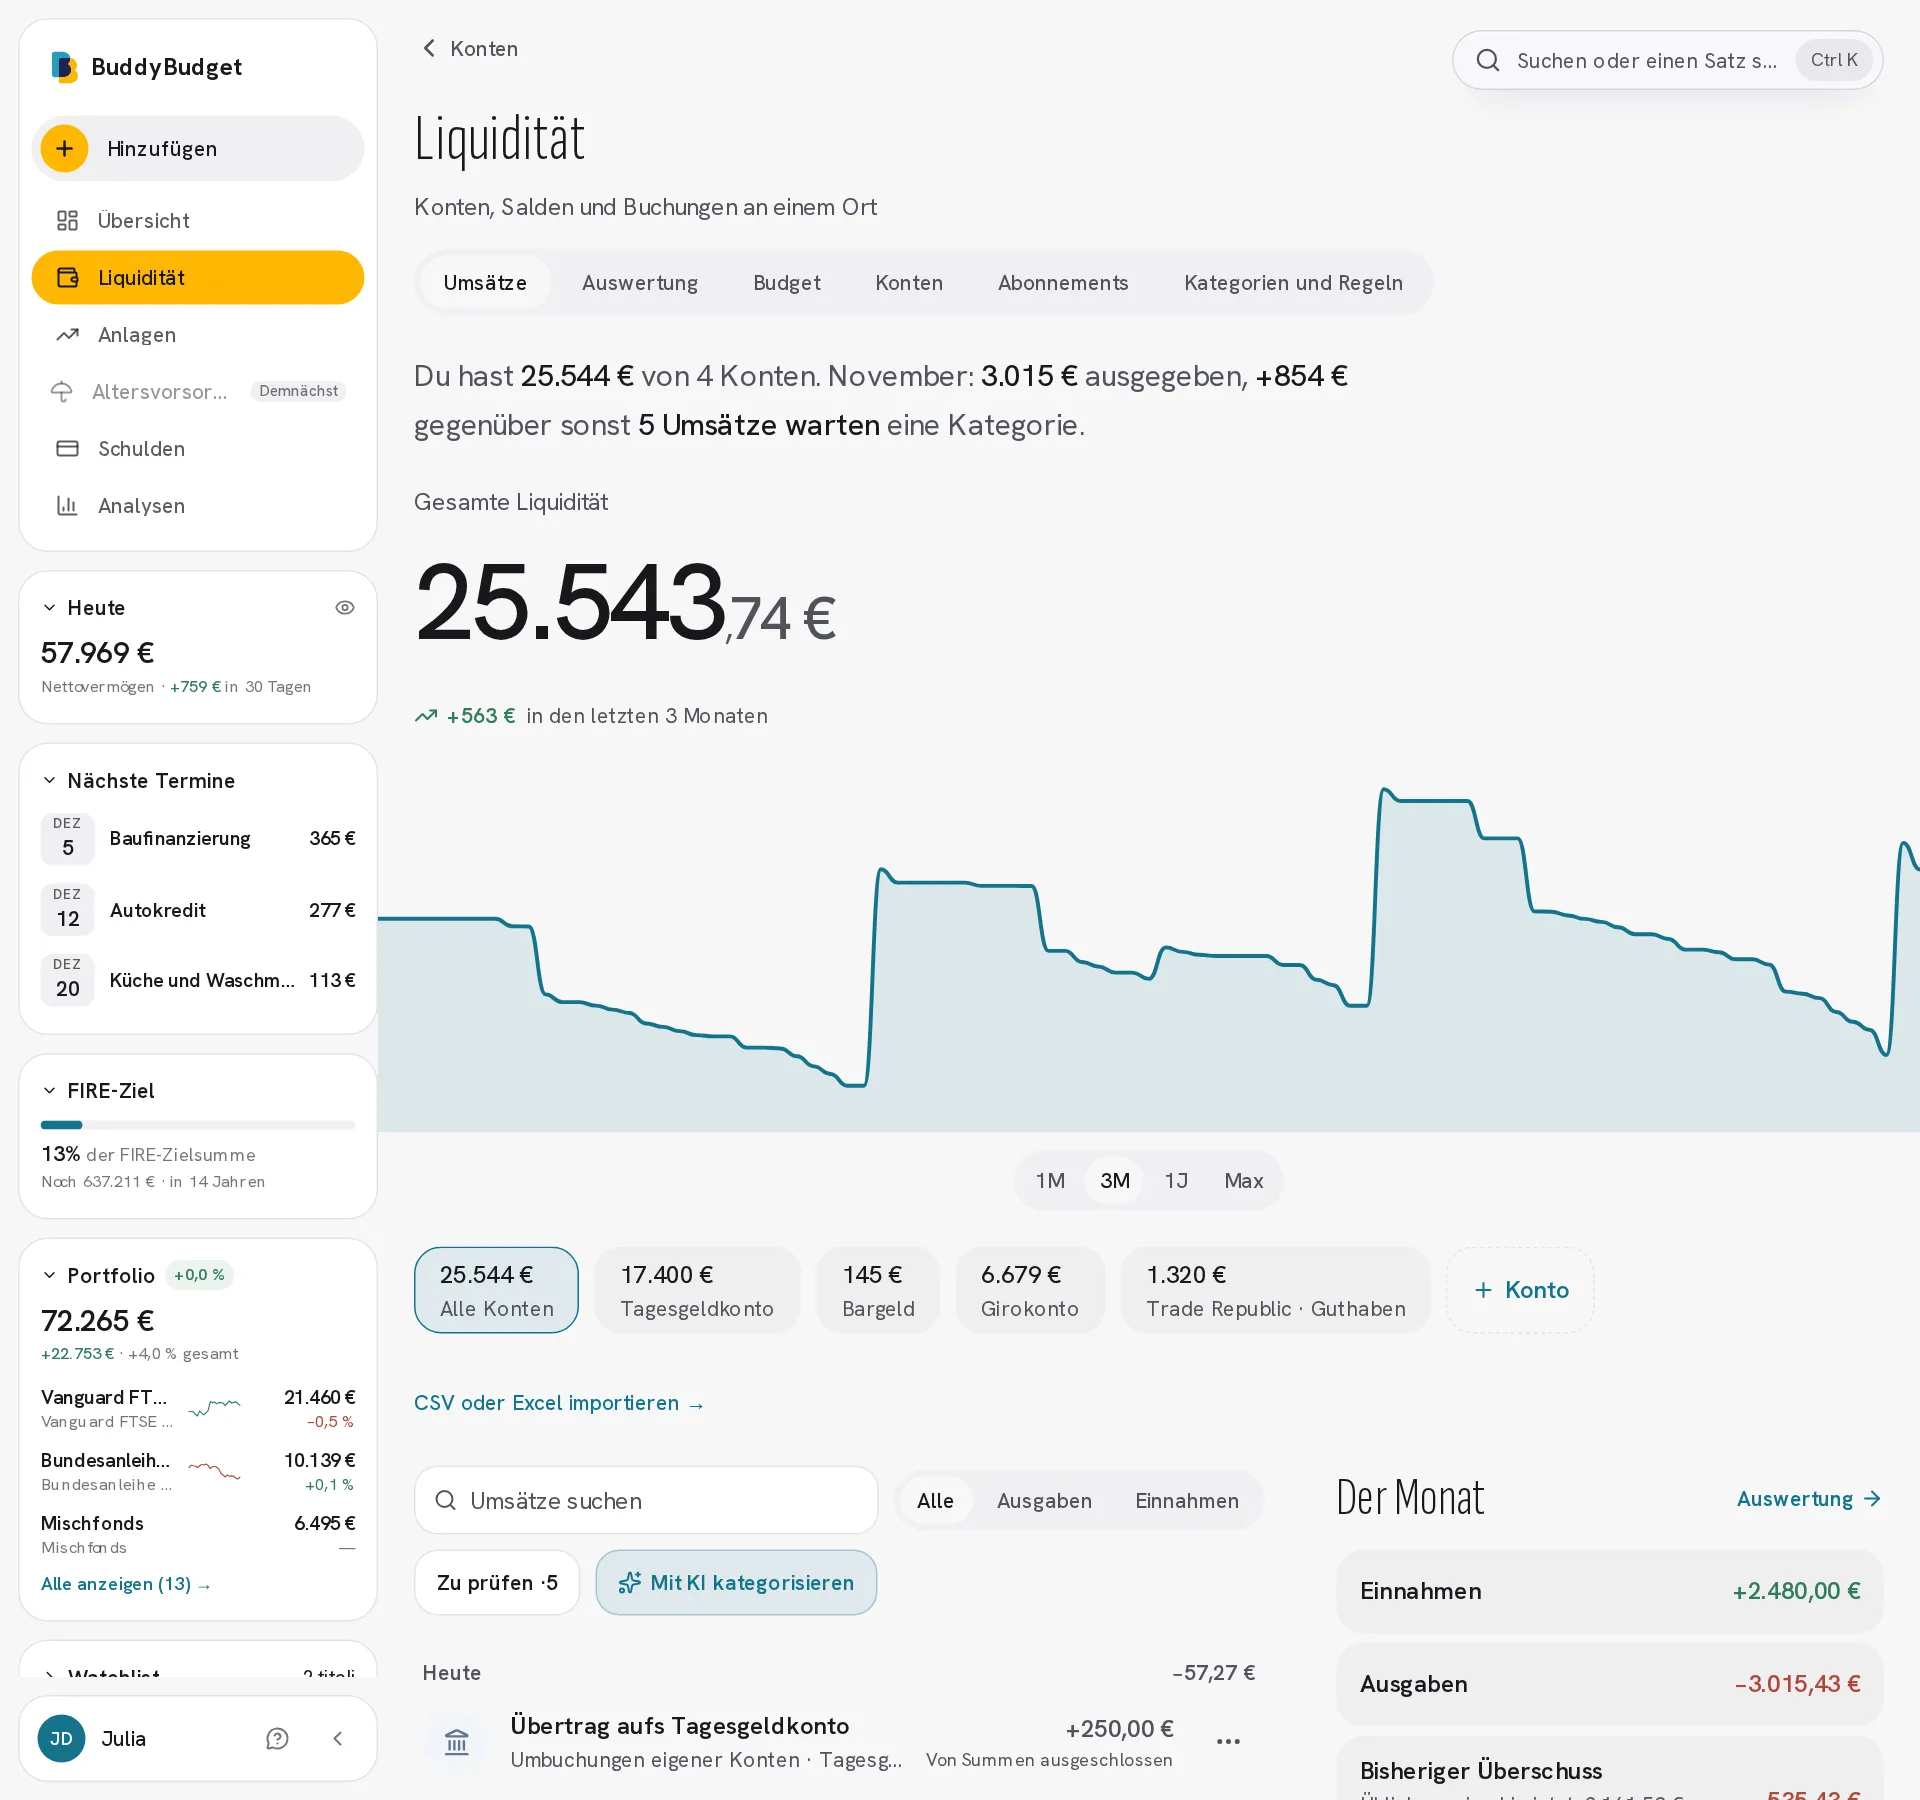 BuddyBudget
Hinzufügen
Übersicht
Liquidität
Anlagen
Altersvorsor... Demnächst
Schulden
Analysen
Heute
57.969 €
Nettovermögen · +759 € in 30 Tagen
Nächste Termine
DEZ
5
Baufinanzierung 365 €
DEZ
12
Autokredit 277 €
DEZ
20
Küche und Waschm... 113 €
FIRE-Ziel
13% der FIRE-Zielsumme
Noch 637.211 € · in 14 Jahren
Portfolio +0,0 %
72.265 €
+22.753 € · +4,0 % gesamt
Vanguard FT... 21.460 €
Vanguard FTSE ... −0,5 %
Bundesanleih... 10.139 €
Bundesanleihe ... +0,1 %
Mischfonds 6.495 €
Mischfonds —
Alle anzeigen (13) →
Watchlist 2 titoli
JD Julia
Konten
Suchen oder einen Satz s... Ctrl K
Liquidität
Konten, Salden und Buchungen an einem Ort
Umsätze Auswertung Budget Konten Abonnements Kategorien und Regeln
Du hast 25.544 € von 4 Konten. November: 3.015 € ausgegeben, +854 €
gegenüber sonst 5 Umsätze warten eine Kategorie.
Gesamte Liquidität
25.543,74 €
+563 € in den letzten 3 Monaten
1M 3M 1J Max
25.544 €
Alle Konten
17.400 €
Tagesgeldkonto
145 €
Bargeld
6.679 €
Girokonto
1.320 €
Trade Republic · Guthaben
+ Konto
CSV oder Excel importieren →
Umsätze suchen
Alle Ausgaben Einnahmen
Zu prüfen ·5
Mit KI kategorisieren
Heute −57,27 €
Übertrag aufs Tagesgeldkonto +250,00 €
Umbuchungen eigener Konten · Tagesg... Von Summen ausgeschlossen
Der Monat Auswertung →
Einnahmen +2.480,00 €
Ausgaben −3.015,43 €
Bisheriger Überschuss